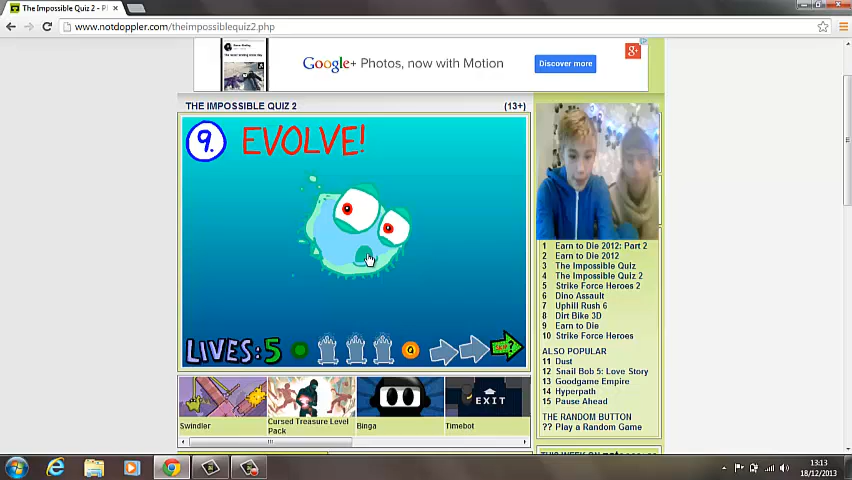 The Impossible Quiz 2 - P
www.notdoppler.com/theimpossiblequiz2.php
Google+ Photos, now with Motion
Discover more
THE IMPOSSIBLE QUIZ 2 (13+)
9. EVOLVE!
LIVES:5
Q
1 Earn to Die 2012: Part 2
2 Earn to Die 2012
3 The Impossible Quiz
4 The Impossible Quiz 2
5 Strike Force Heroes 2
6 Dino Assault
7 Uphill Rush 6
8 Dirt Bike 3D
9 Earn to Die
10 Strike Force Heroes
ALSO POPULAR
11 Dust
12 Snail Bob 5: Love Story
13 Goodgame Empire
14 Hyperpath
15 Pause Ahead
THE RANDOM BUTTON
?? Play a Random Game
EXIT
Swindler
Cursed Treasure Level
Pack
Binga
Timebot
13:13
18/12/2013